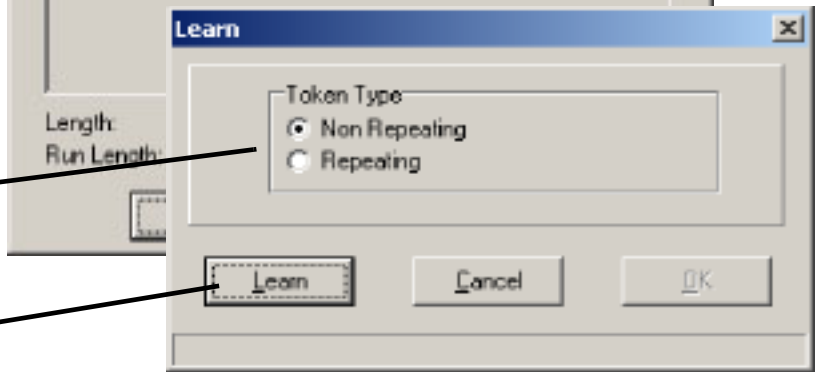 Learn
Token Type
Non Repeating
Repeating
Length:
Run Length:
Learn
Cancel
OK